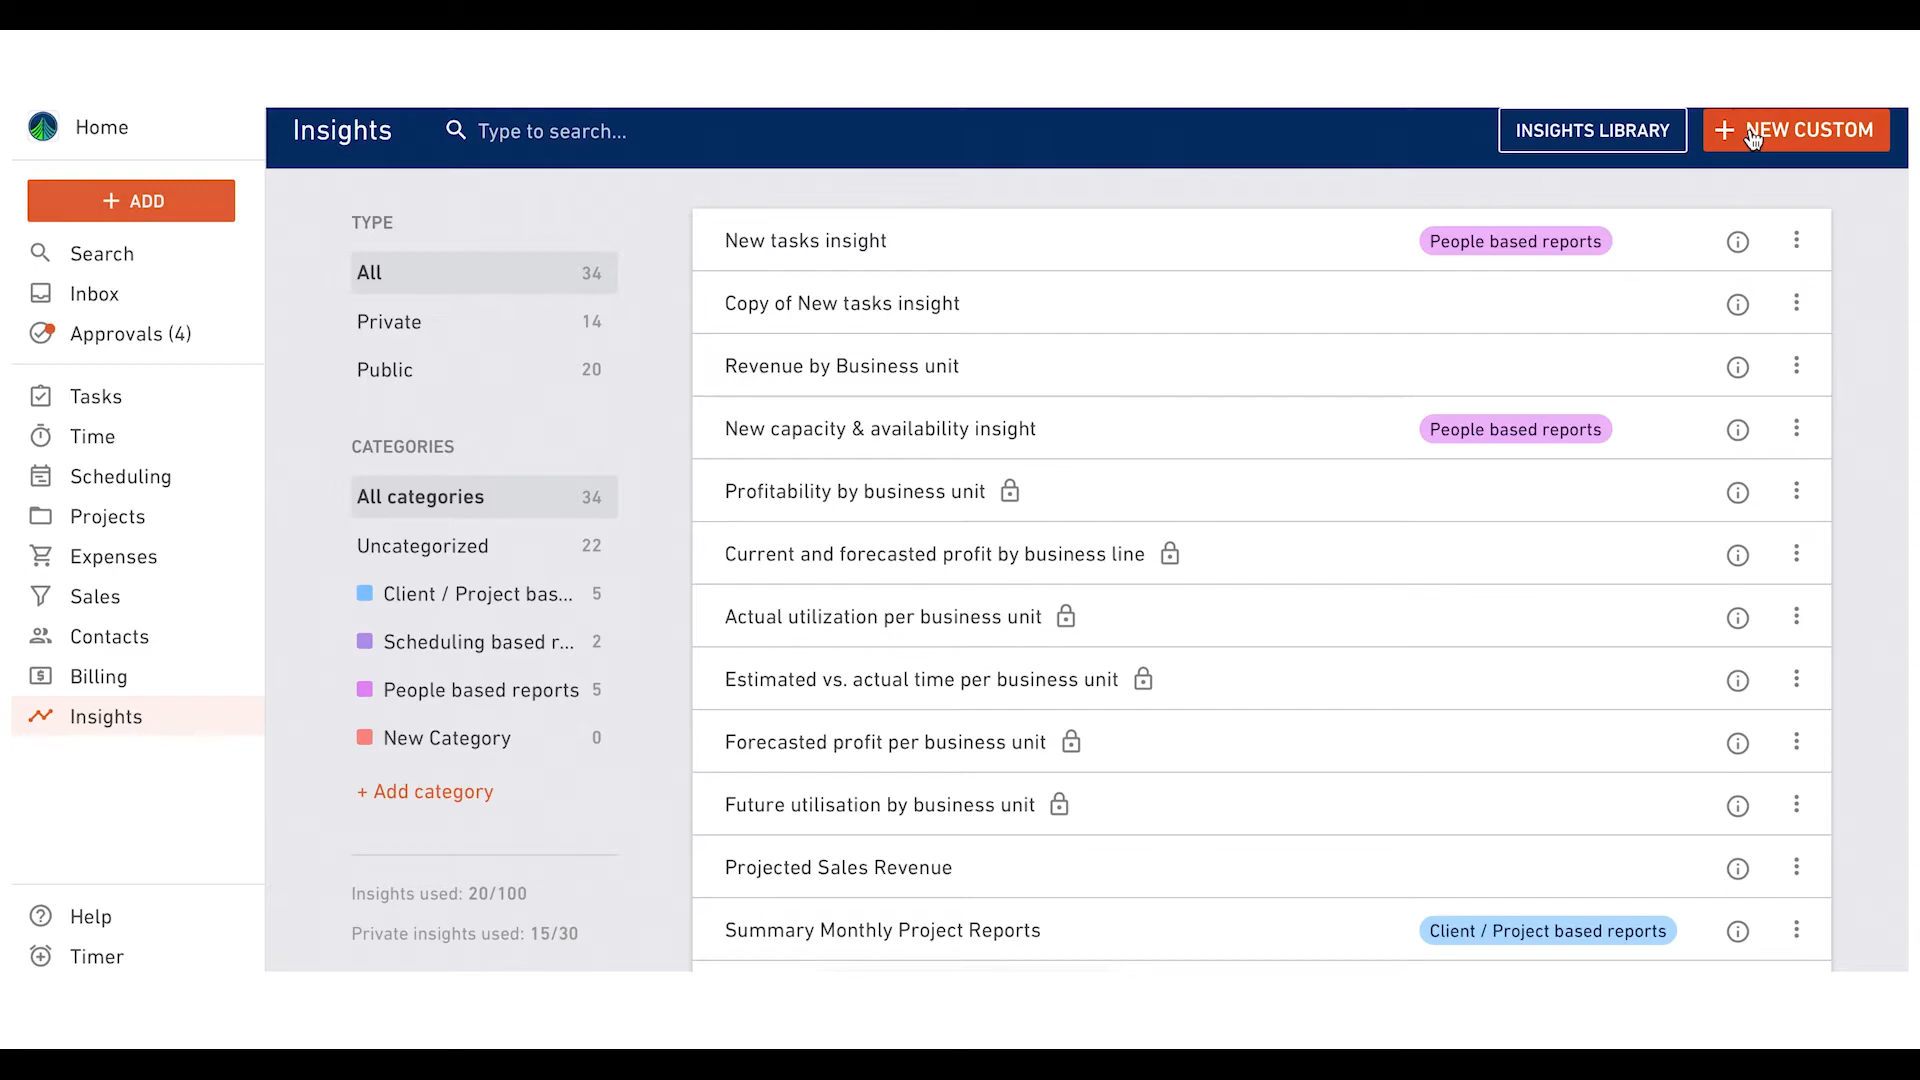 Home
+ ADD
Search
Inbox
Approvals (4)
Tasks
Time
Scheduling
Projects
Expenses
Sales
Contacts
Billing
Insights
Help
Timer
Insights
Type to search...
INSIGHTS LIBRARY
+ NEW CUSTOM
TYPE
All 34
Private 14
Public 20
CATEGORIES
All categories 34
Uncategorized 22
Client / Project bas... 5
Scheduling based r... 2
People based reports 5
New Category 0
+ Add category
Insights used: 20/100
Private insights used: 15/30
New tasks insight People based reports
Copy of New tasks insight
Revenue by Business unit
New capacity & availability insight People based reports
Profitability by business unit
Current and forecasted profit by business line
Actual utilization per business unit
Estimated vs. actual time per business unit
Forecasted profit per business unit
Future utilisation by business unit
Projected Sales Revenue
Summary Monthly Project Reports Client / Project based reports